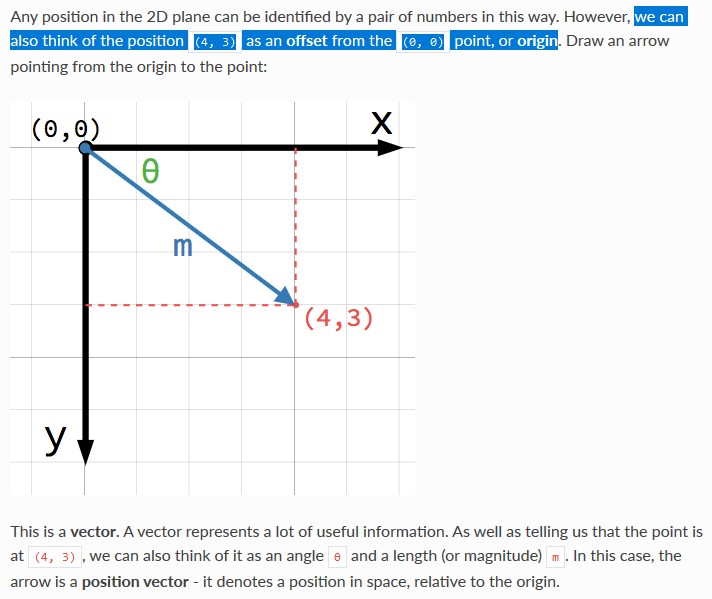 Any position in the 2D plane can be identified by a pair of numbers in this way. However, we can
also think of the position (4, 3) as an offset from the (0, 0) point, or origin. Draw an arrow
pointing from the origin to the point:
(0,0)
x
θ
m
(4,3)
y
This is a vector. A vector represents a lot of useful information. As well as telling us that the point is
at (4, 3), we can also think of it as an angle θ and a length (or magnitude) m. In this case, the
arrow is a position vector - it denotes a position in space, relative to the origin.